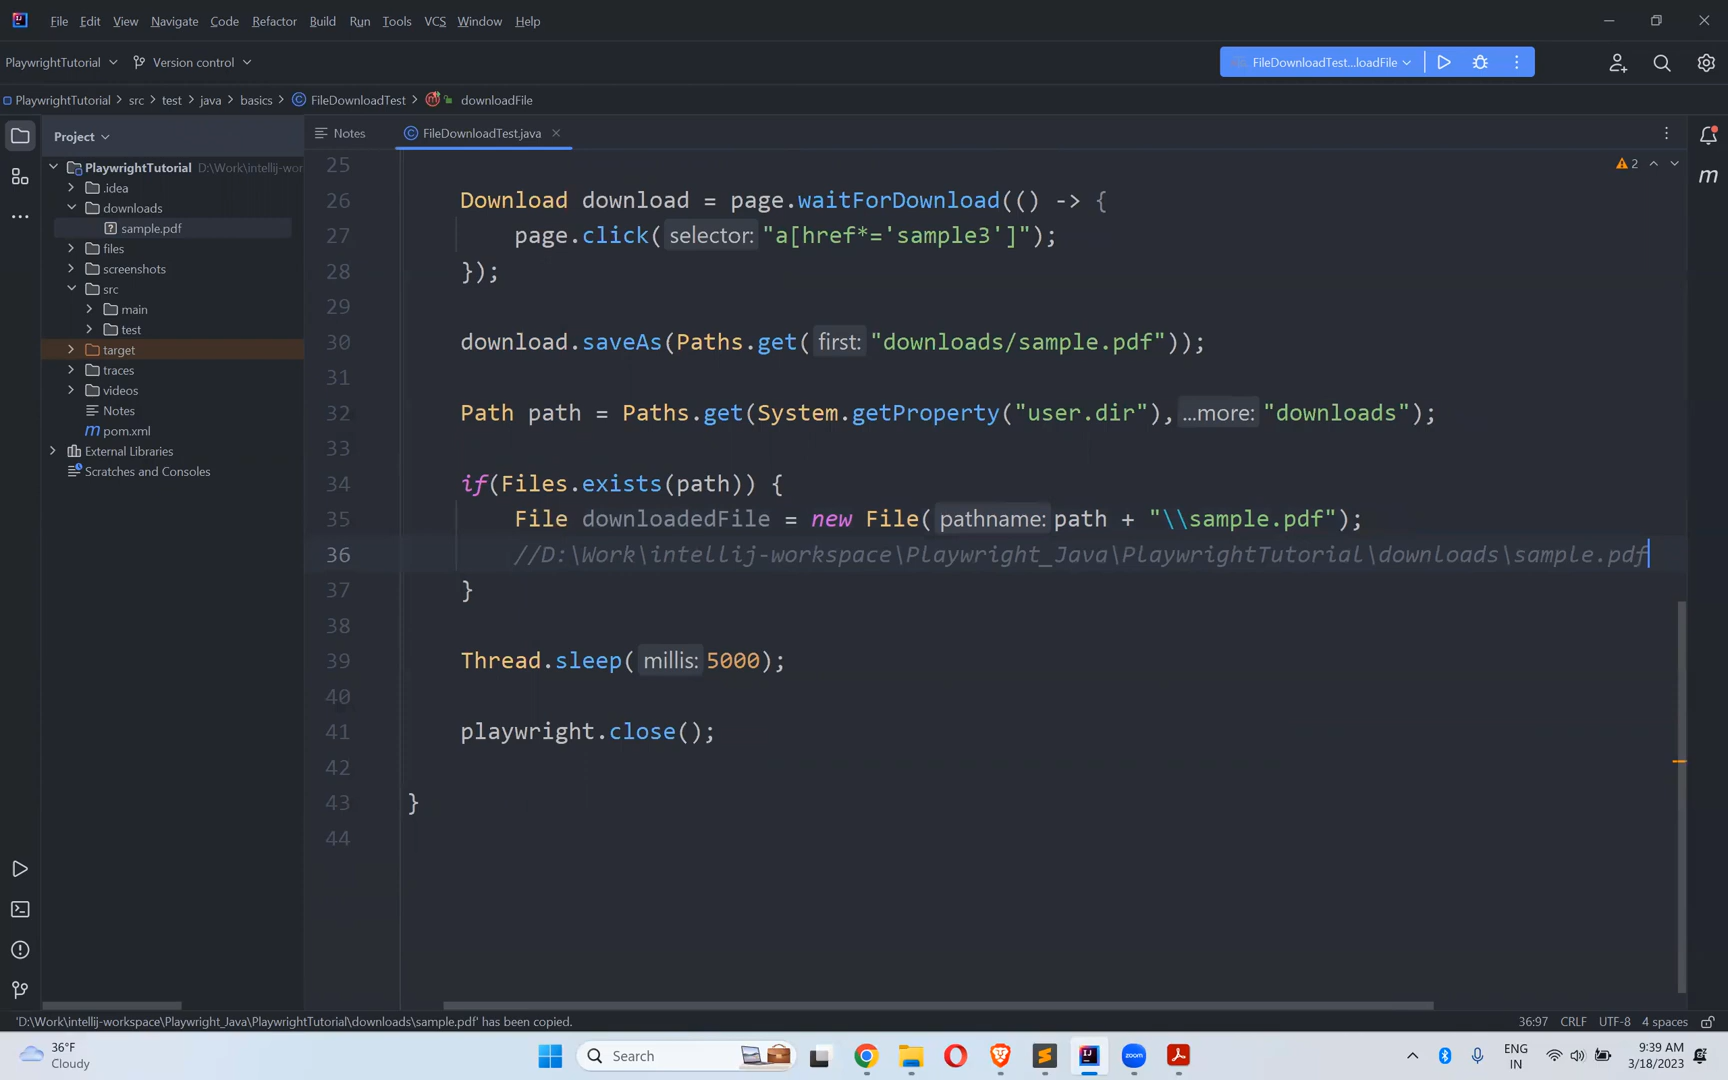 File Edit View Navigate Code Refactor Build Run Tools VCS Window Help
PlaywrightTutorial Version control FileDownloadTest...loadFile
PlaywrightTutorial src test java basics FileDownloadTest downloadFile
Project
Notes FileDownloadTest.java
PlaywrightTutorial D:\Work\intellij-wor
.idea
downloads
sample.pdf
files
screenshots
src
main
test
target
traces
videos
Notes
pom.xml
External Libraries
Scratches and Consoles
2
m
25
26 Download download = page.waitForDownload(() -> {
27 page.click( selector: "a[href*='sample3']");
28 });
29
30 download.saveAs(Paths.get( first: "downloads/sample.pdf"));
31
32 Path path = Paths.get(System.getProperty("user.dir"), ...more: "downloads");
33
34 if(Files.exists(path)) {
35 File downloadedFile = new File( pathname: path + "\\sample.pdf");
36 //D:\Work\intellij-workspace\Playwright_Java\PlaywrightTutorial\downloads\sample.pdf
37 }
38
39 Thread.sleep( millis: 5000);
40
41 playwright.close();
42
43 }
44
'D:\Work\intellij-workspace\Playwright_Java\PlaywrightTutorial\downloads\sample.pdf' has been copied. 36:97 CRLF UTF-8 4 spaces
36°F
Cloudy
Search
zoom
ENG
IN
9:39 AM
3/18/2023